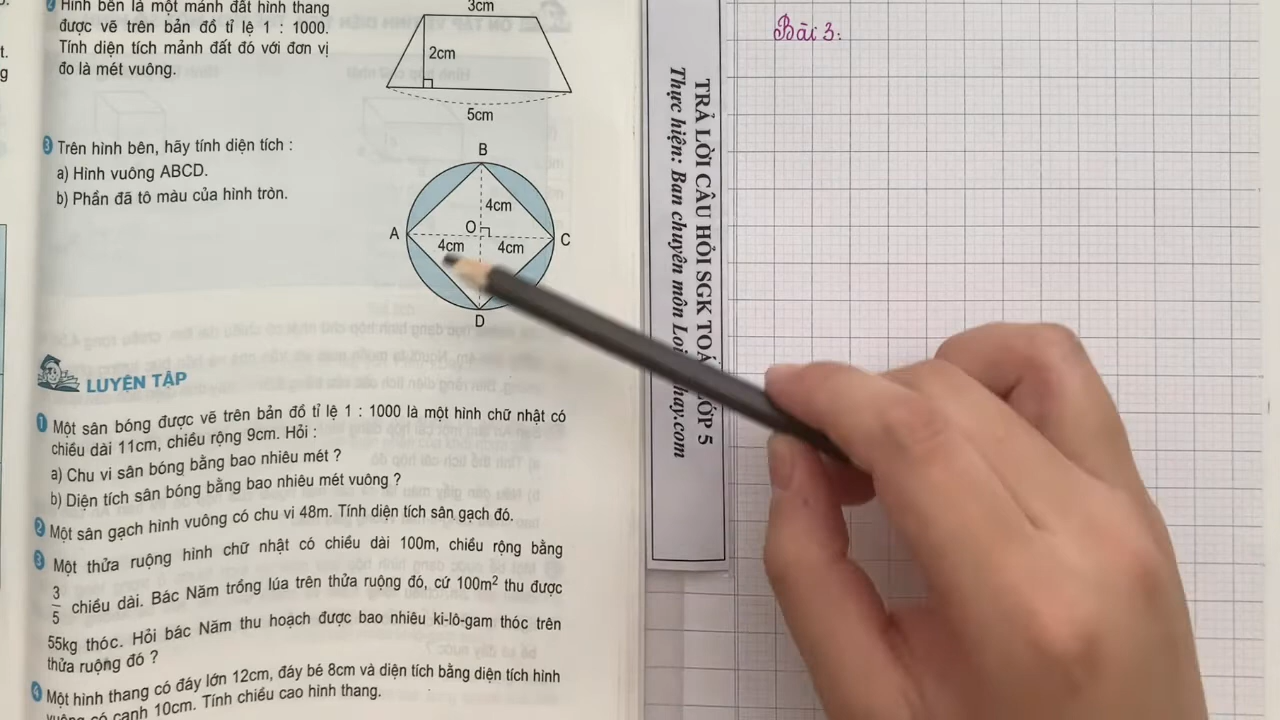 2 Hình bên là một mảnh đất hình thang
được vẽ trên bản đồ tỉ lệ 1 : 1000.
Tính diện tích mảnh đất đó với đơn vị
đo là mét vuông.
3cm
2cm
5cm
3 Trên hình bên, hãy tính diện tích :
a) Hình vuông ABCD.
b) Phần đã tô màu của hình tròn.
B
4cm
A
O
C
4cm
4cm
D
LUYỆN TẬP
1 Một sân bóng được vẽ trên bản đồ tỉ lệ 1 : 1000 là một hình chữ nhật có
chiều dài 11cm, chiều rộng 9cm. Hỏi :
a) Chu vi sân bóng bằng bao nhiêu mét ?
b) Diện tích sân bóng bằng bao nhiêu mét vuông ?
2 Một sân gạch hình vuông có chu vi 48m. Tính diện tích sân gạch đó.
3 Một thửa ruộng hình chữ nhật có chiều dài 100m, chiều rộng bằng
3/5 chiều dài. Bác Năm trồng lúa trên thửa ruộng đó, cứ 100m² thu được
55kg thóc. Hỏi bác Năm thu hoạch được bao nhiêu ki-lô-gam thóc trên
thửa ruộng đó ?
4 Một hình thang có đáy lớn 12cm, đáy bé 8cm và diện tích bằng diện tích hình
vuông có cạnh 10cm. Tính chiều cao hình thang.
TRẢ LỜI CÂU HỎI SGK TOÁN LỚP 5
Thực hiện: Ban chuyên môn hay.com
Bài 3: